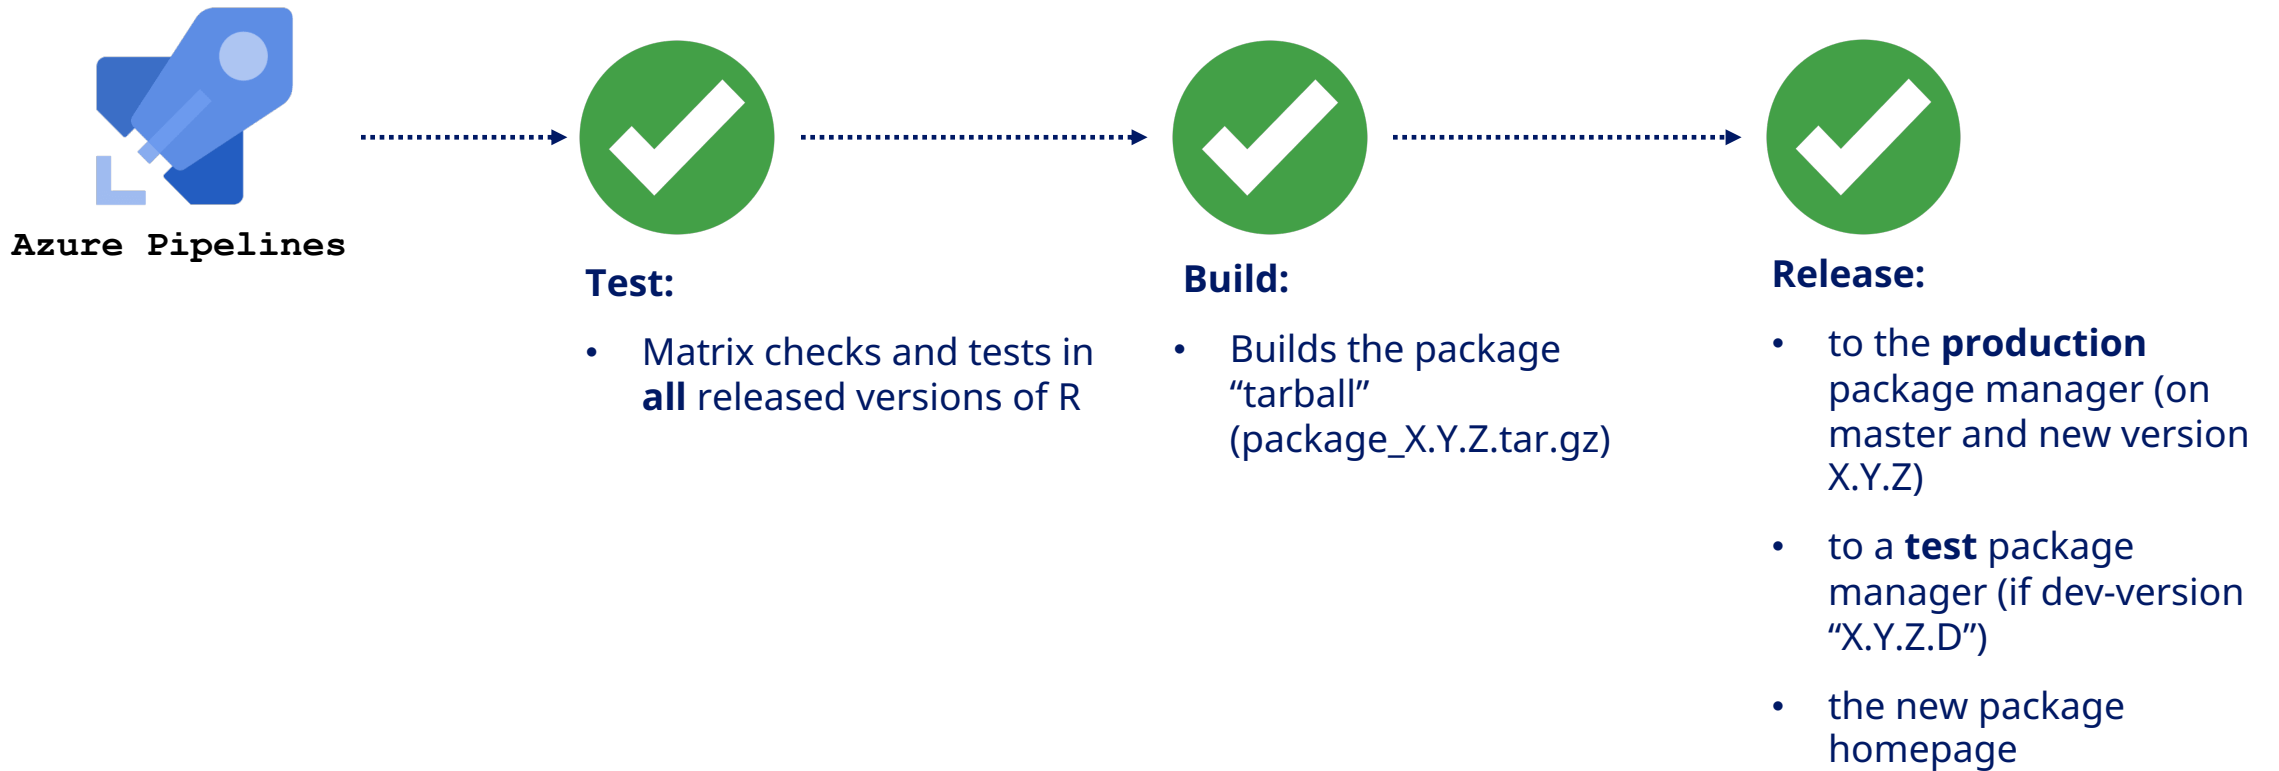 Azure Pipelines
Test:
• Matrix checks and tests in
all released versions of R
Build:
• Builds the package
“tarball”
(package_X.Y.Z.tar.gz)
Release:
• to the production
package manager (on
master and new version
X.Y.Z)
• to a test package
manager (if dev-version
“X.Y.Z.D”)
• the new package
homepage